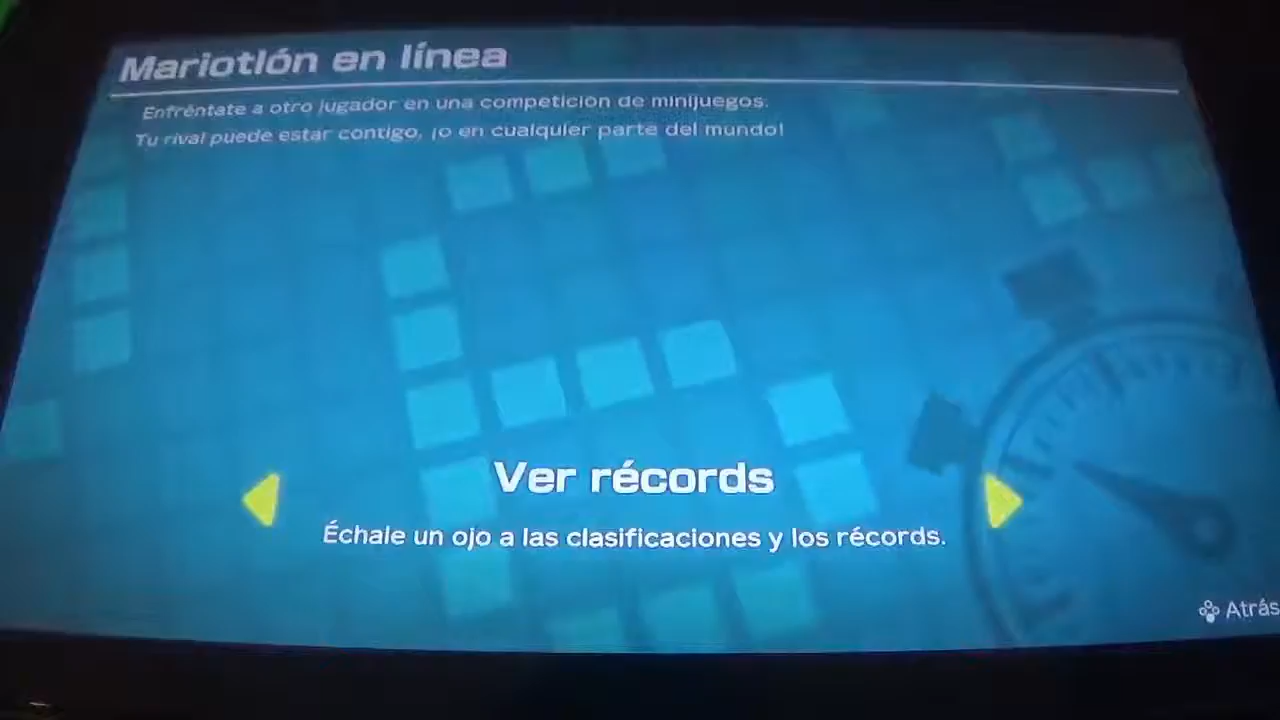 Mariotlón en línea
Enfréntate a otro jugador en una competición de minijuegos.
Tu rival puede estar contigo, ¡o en cualquier parte del mundo!
Ver récords
Échale un ojo a las clasificaciones y los récords.
Atrás